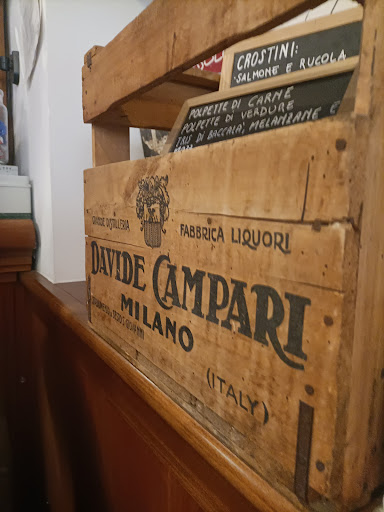 CROSTINI:
·SALMONE E RUCOLA
POLPETTE DI CARNE
POLPETTE DI VERDURE
TRIS DI BACCALÀ, MELANZANE E
GRANDE DISTILLERIA
FABBRICA LIQUORI
DAVIDE CAMPARI
MILANO
(ITALY)